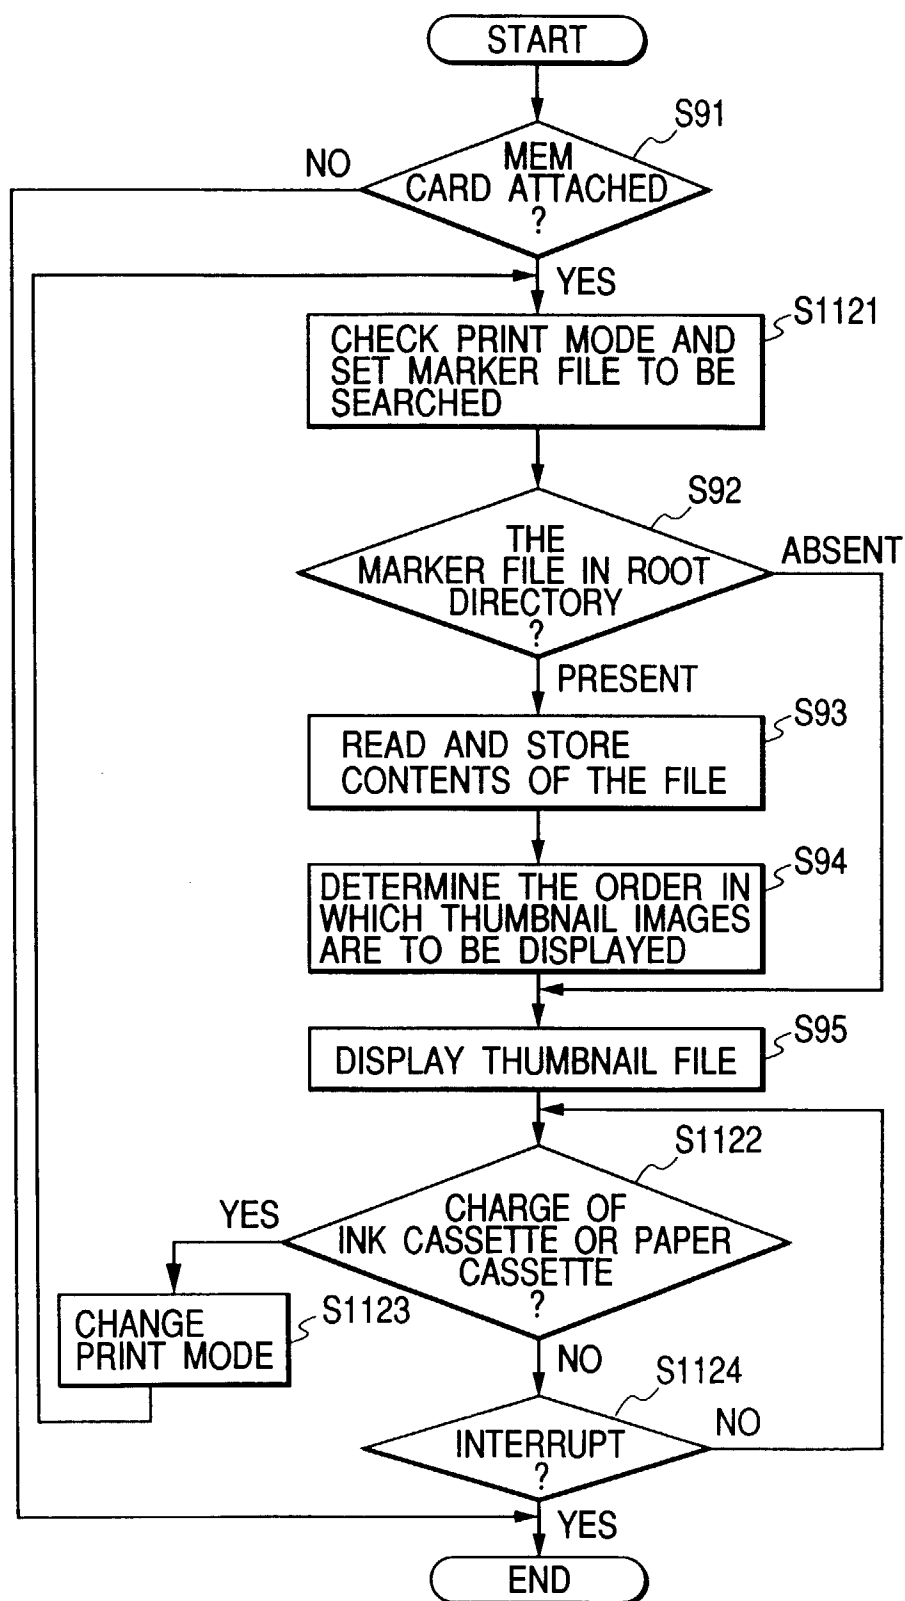 START
S91
NO
MEM
CARD ATTACHED
?
YES
S1121
CHECK PRINT MODE AND
SET MARKER FILE TO BE
SEARCHED
S92
THE
MARKER FILE IN ROOT
DIRECTORY
?
ABSENT
PRESENT
S93
READ AND STORE
CONTENTS OF THE FILE
S94
DETERMINE THE ORDER IN
WHICH THUMBNAIL IMAGES
ARE TO BE DISPLAYED
S95
DISPLAY THUMBNAIL FILE
S1122
YES
CHARGE OF
INK CASSETTE OR PAPER
CASSETTE
?
S1123
CHANGE
PRINT MODE
NO
S1124
INTERRUPT
?
NO
YES
END